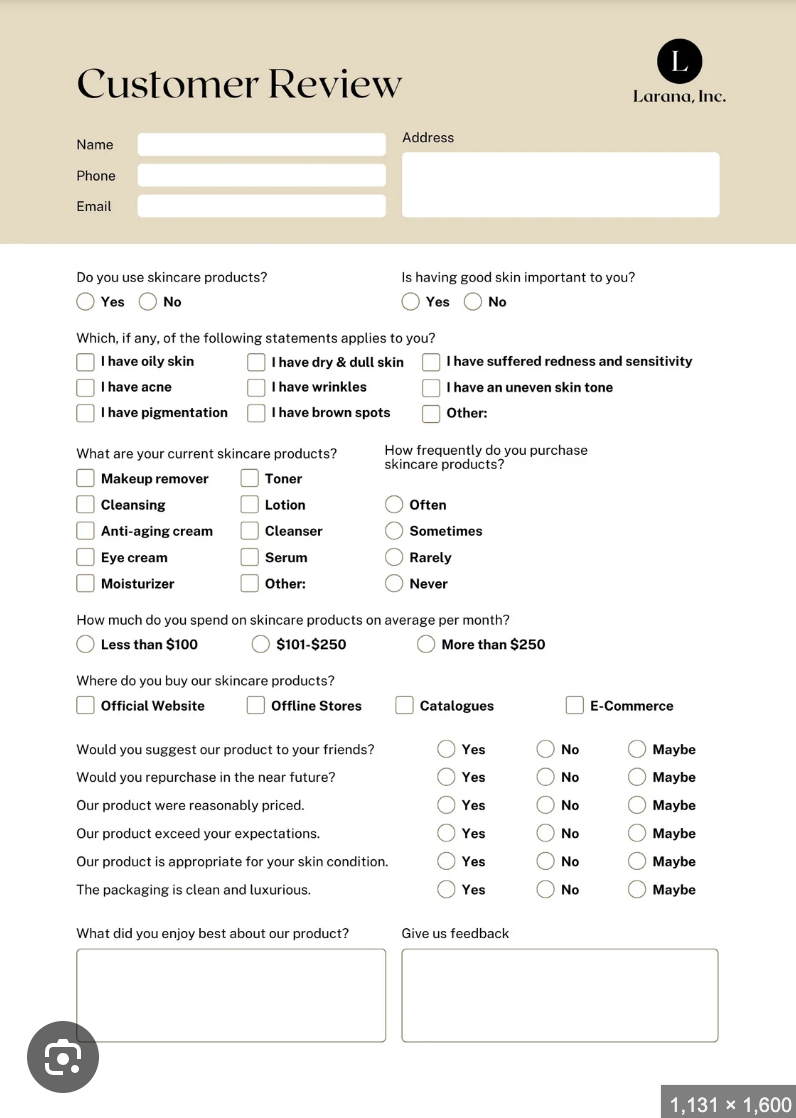 Customer Review
L
Larana, Inc.
Name
Address
Phone
Email
Do you use skincare products?
Yes No
Is having good skin important to you?
Yes No
Which, if any, of the following statements applies to you?
I have oily skin I have dry & dull skin I have suffered redness and sensitivity
I have acne I have wrinkles I have an uneven skin tone
I have pigmentation I have brown spots Other:
What are your current skincare products?
Makeup remover Toner
Cleansing Lotion
Anti-aging cream Cleanser
Eye cream Serum
Moisturizer Other:
How frequently do you purchase
skincare products?
Often
Sometimes
Rarely
Never
How much do you spend on skincare products on average per month?
Less than $100 $101-$250 More than $250
Where do you buy our skincare products?
Official Website Offline Stores Catalogues E-Commerce
Would you suggest our product to your friends? Yes No Maybe
Would you repurchase in the near future? Yes No Maybe
Our product were reasonably priced. Yes No Maybe
Our product exceed your expectations. Yes No Maybe
Our product is appropriate for your skin condition. Yes No Maybe
The packaging is clean and luxurious. Yes No Maybe
What did you enjoy best about our product?
Give us feedback
1,131 × 1,600